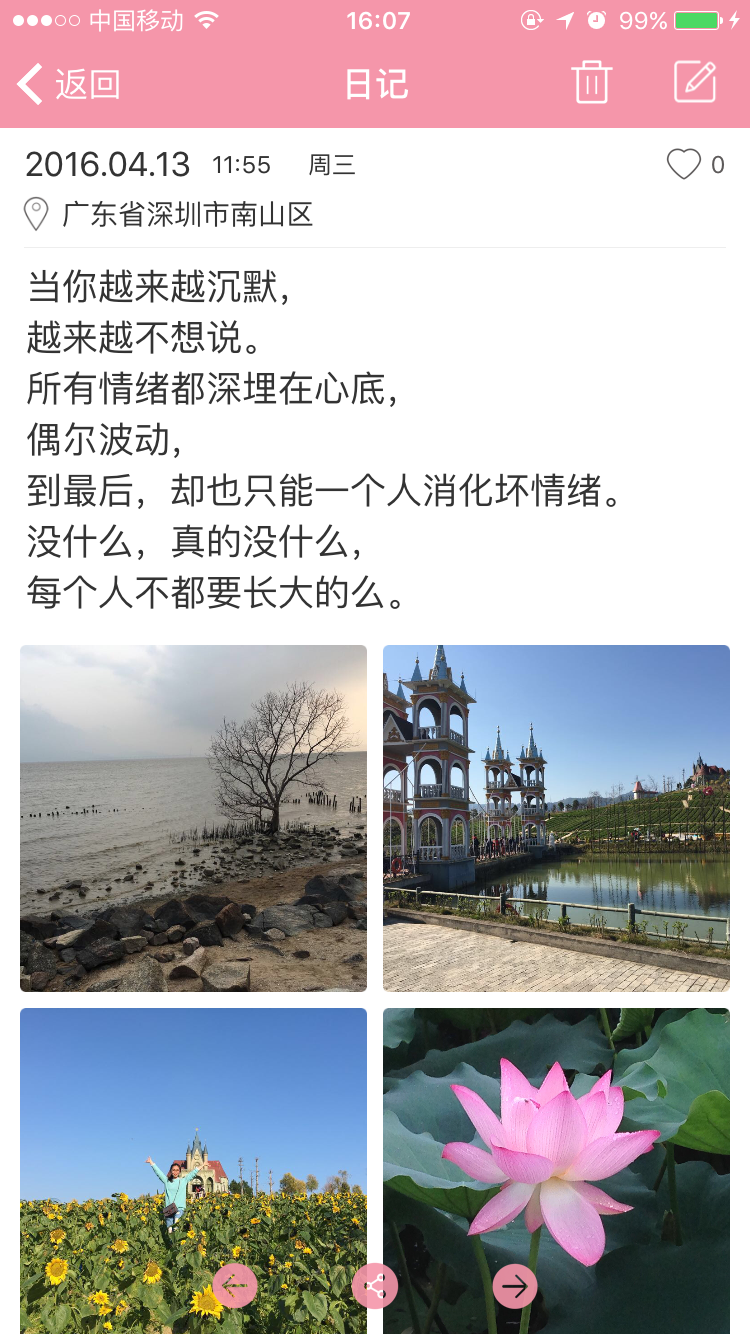 中国移动 16:07 99%
返回 日记
2016.04.13 11:55 周三 0
广东省深圳市南山区
当你越来越沉默，
越来越不想说。
所有情绪都深埋在心底，
偶尔波动，
到最后，却也只能一个人消化坏情绪。
没什么，真的没什么，
每个人不都要长大的么。